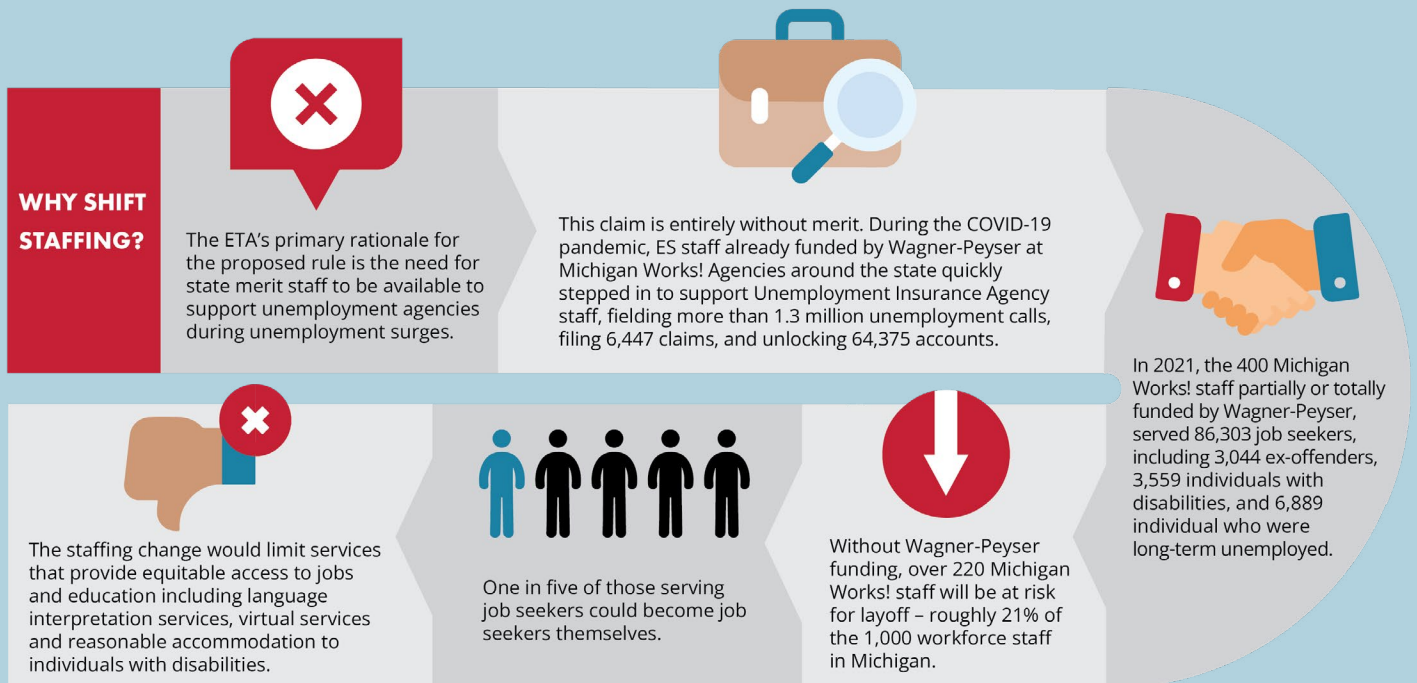 WHY SHIFT
STAFFING?
The ETA’s primary rationale for
the proposed rule is the need for
state merit staff to be available to
support unemployment agencies
during unemployment surges.
This claim is entirely without merit. During the COVID-19
pandemic, ES staff already funded by Wagner-Peyser at
Michigan Works! Agencies around the state quickly
stepped in to support Unemployment Insurance Agency
staff, fielding more than 1.3 million unemployment calls,
filing 6,447 claims, and unlocking 64,375 accounts.
In 2021, the 400 Michigan
Works! staff partially or totally
funded by Wagner-Peyser,
served 86,303 job seekers,
including 3,044 ex-offenders,
3,559 individuals with
disabilities, and 6,889
individual who were
long-term unemployed.
Without Wagner-Peyser
funding, over 220 Michigan
Works! staff will be at risk
for layoff – roughly 21% of
the 1,000 workforce staff
in Michigan.
One in five of those serving
job seekers could become job
seekers themselves.
The staffing change would limit services
that provide equitable access to jobs
and education including language
interpretation services, virtual services
and reasonable accommodation to
individuals with disabilities.